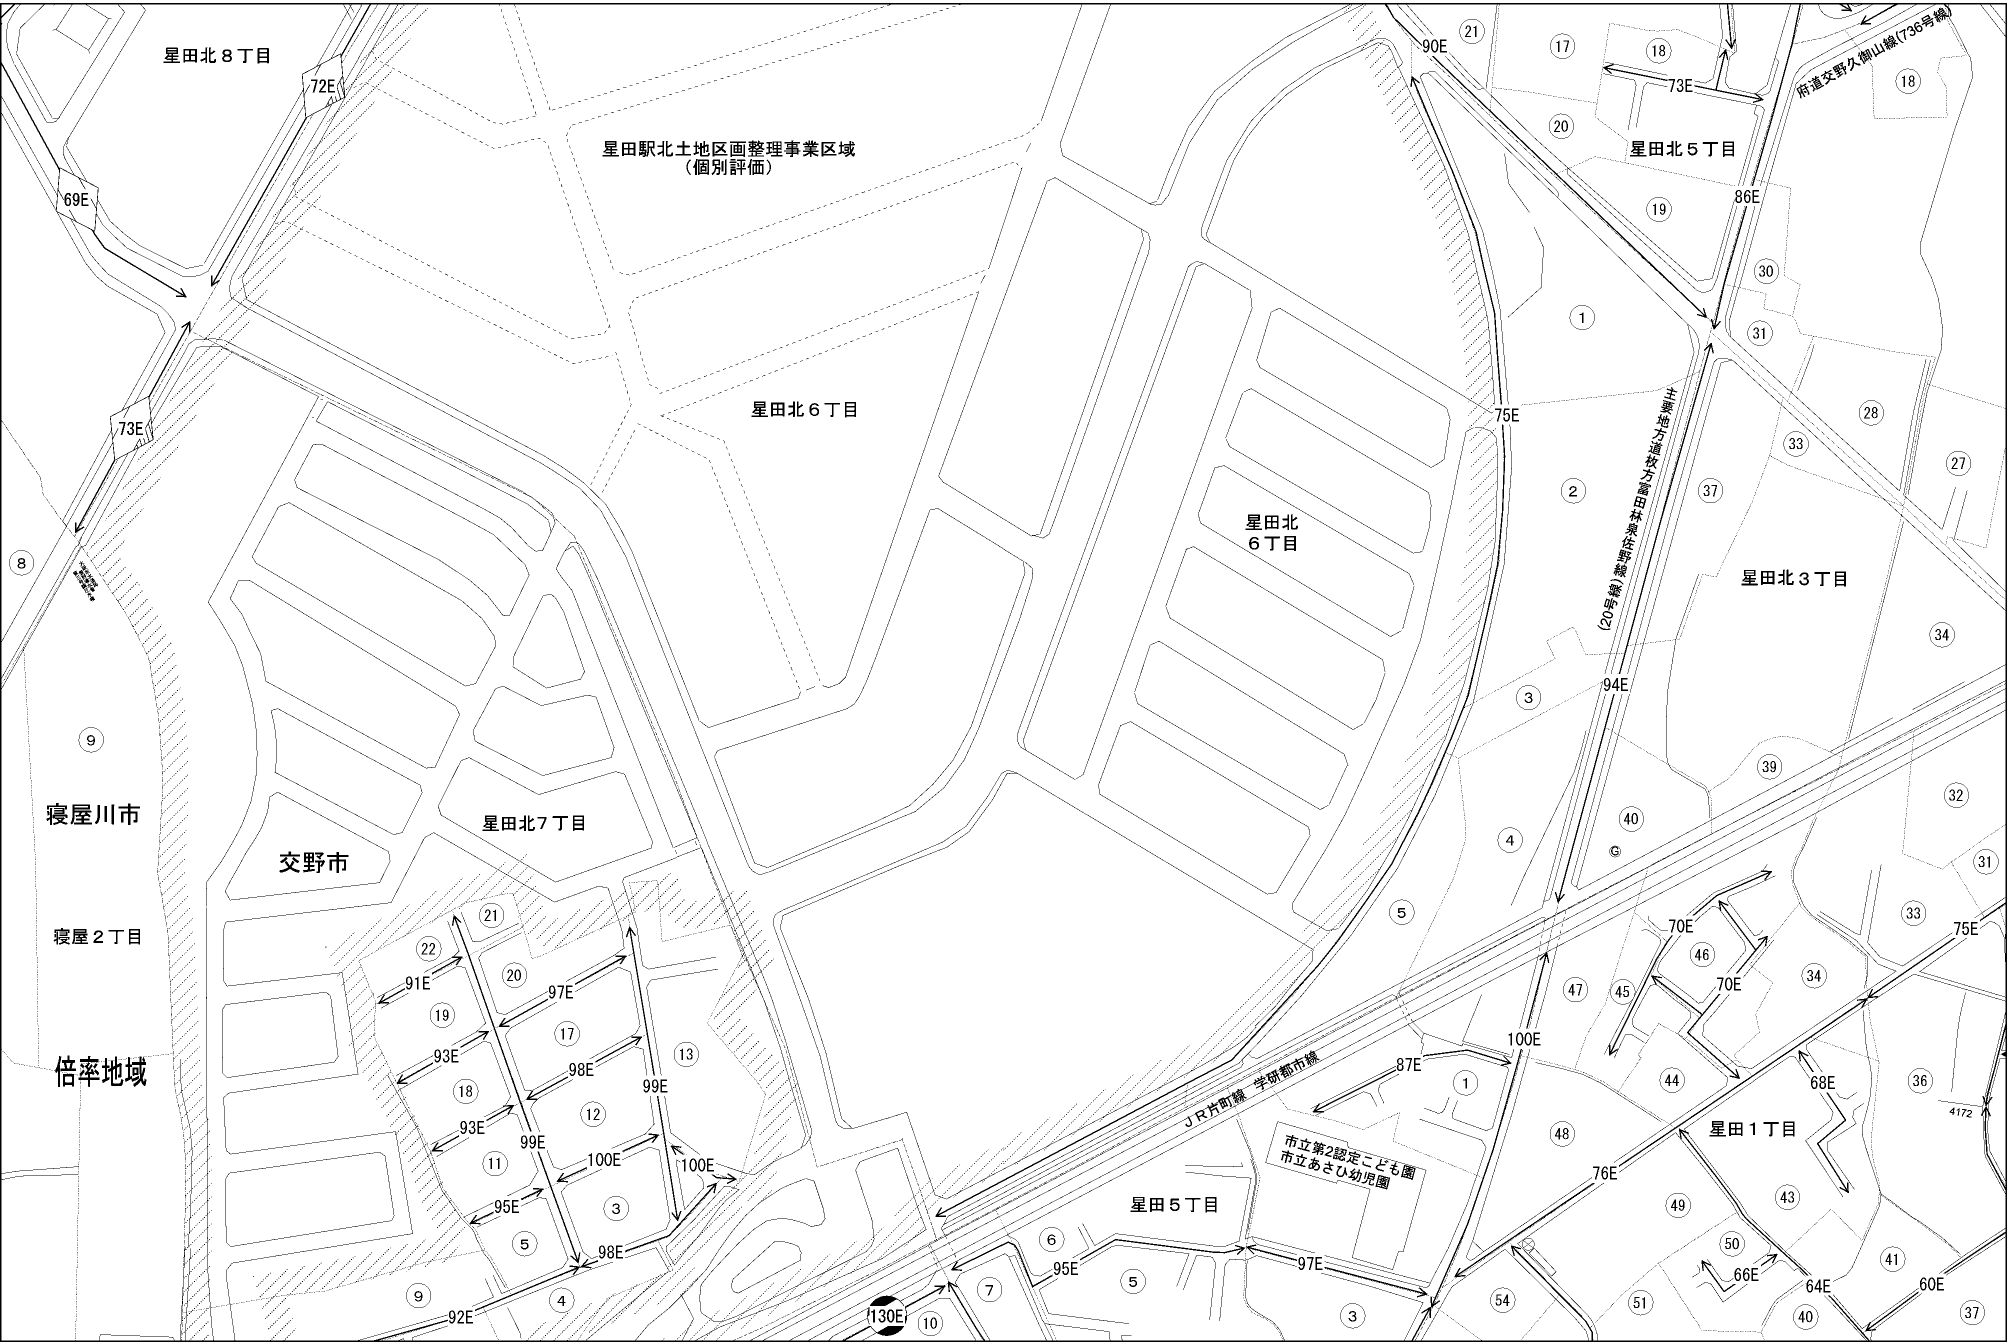 星田北８丁目
72E
69E
73E
星田駅北土地区画整理事業区域
（個別評価）
星田北６丁目
90E
21
17
18
73E
20
星田北５丁目
19
86E
府道交野久御山線(736号線)
18
30
31
1
75E
主要地方道枚方富田林泉佐野線
(20号線)
28
33
27
37
2
星田北
６丁目
星田北３丁目
34
94E
3
8
9
寝屋川市
寝屋２丁目
倍率地域
交野市
星田北７丁目
39
40
G
4
5
32
31
33
75E
70E
46
70E
34
45
47
21
22
20
91E
97E
19
17
93E
98E
13
99E
18
12
93E
99E
11
100E
100E
95E
3
5
98E
9
4
92E
100E
87E
1
ＪＲ片町線 学研都市線
44
68E
36
4172
星田１丁目
48
市立第2認定こども園
市立あさひ幼児園
76E
星田５丁目
43
49
6
50
95E
5
97E
66E
64E
41
60E
7
130E
10
3
54
51
40
37